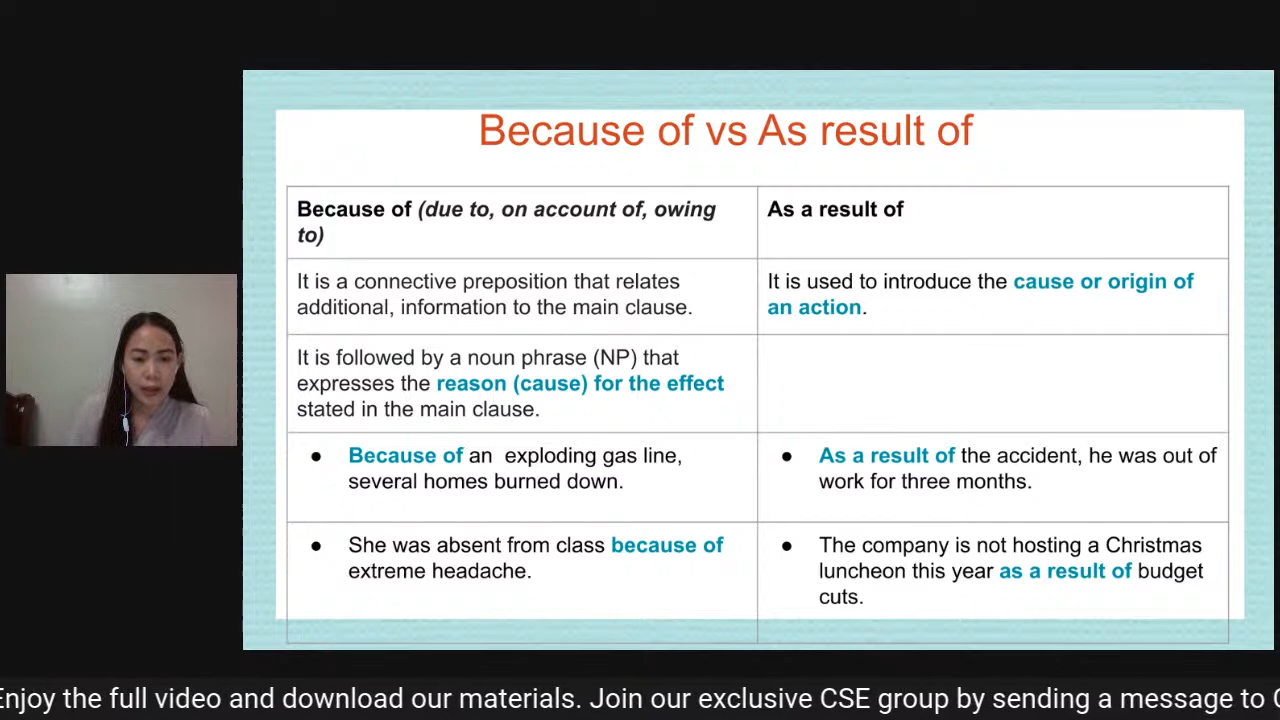 Because of vs As result of
Because of (due to, on account of, owing
to)
As a result of
It is a connective preposition that relates
additional, information to the main clause.
It is used to introduce the cause or origin of
an action.
It is followed by a noun phrase (NP) that
expresses the reason (cause) for the effect
stated in the main clause.
● Because of an exploding gas line,
several homes burned down.
● As a result of the accident, he was out of
work for three months.
● She was absent from class because of
extreme headache.
● The company is not hosting a Christmas
luncheon this year as a result of budget
cuts.
Enjoy the full video and download our materials. Join our exclusive CSE group by sending a message to